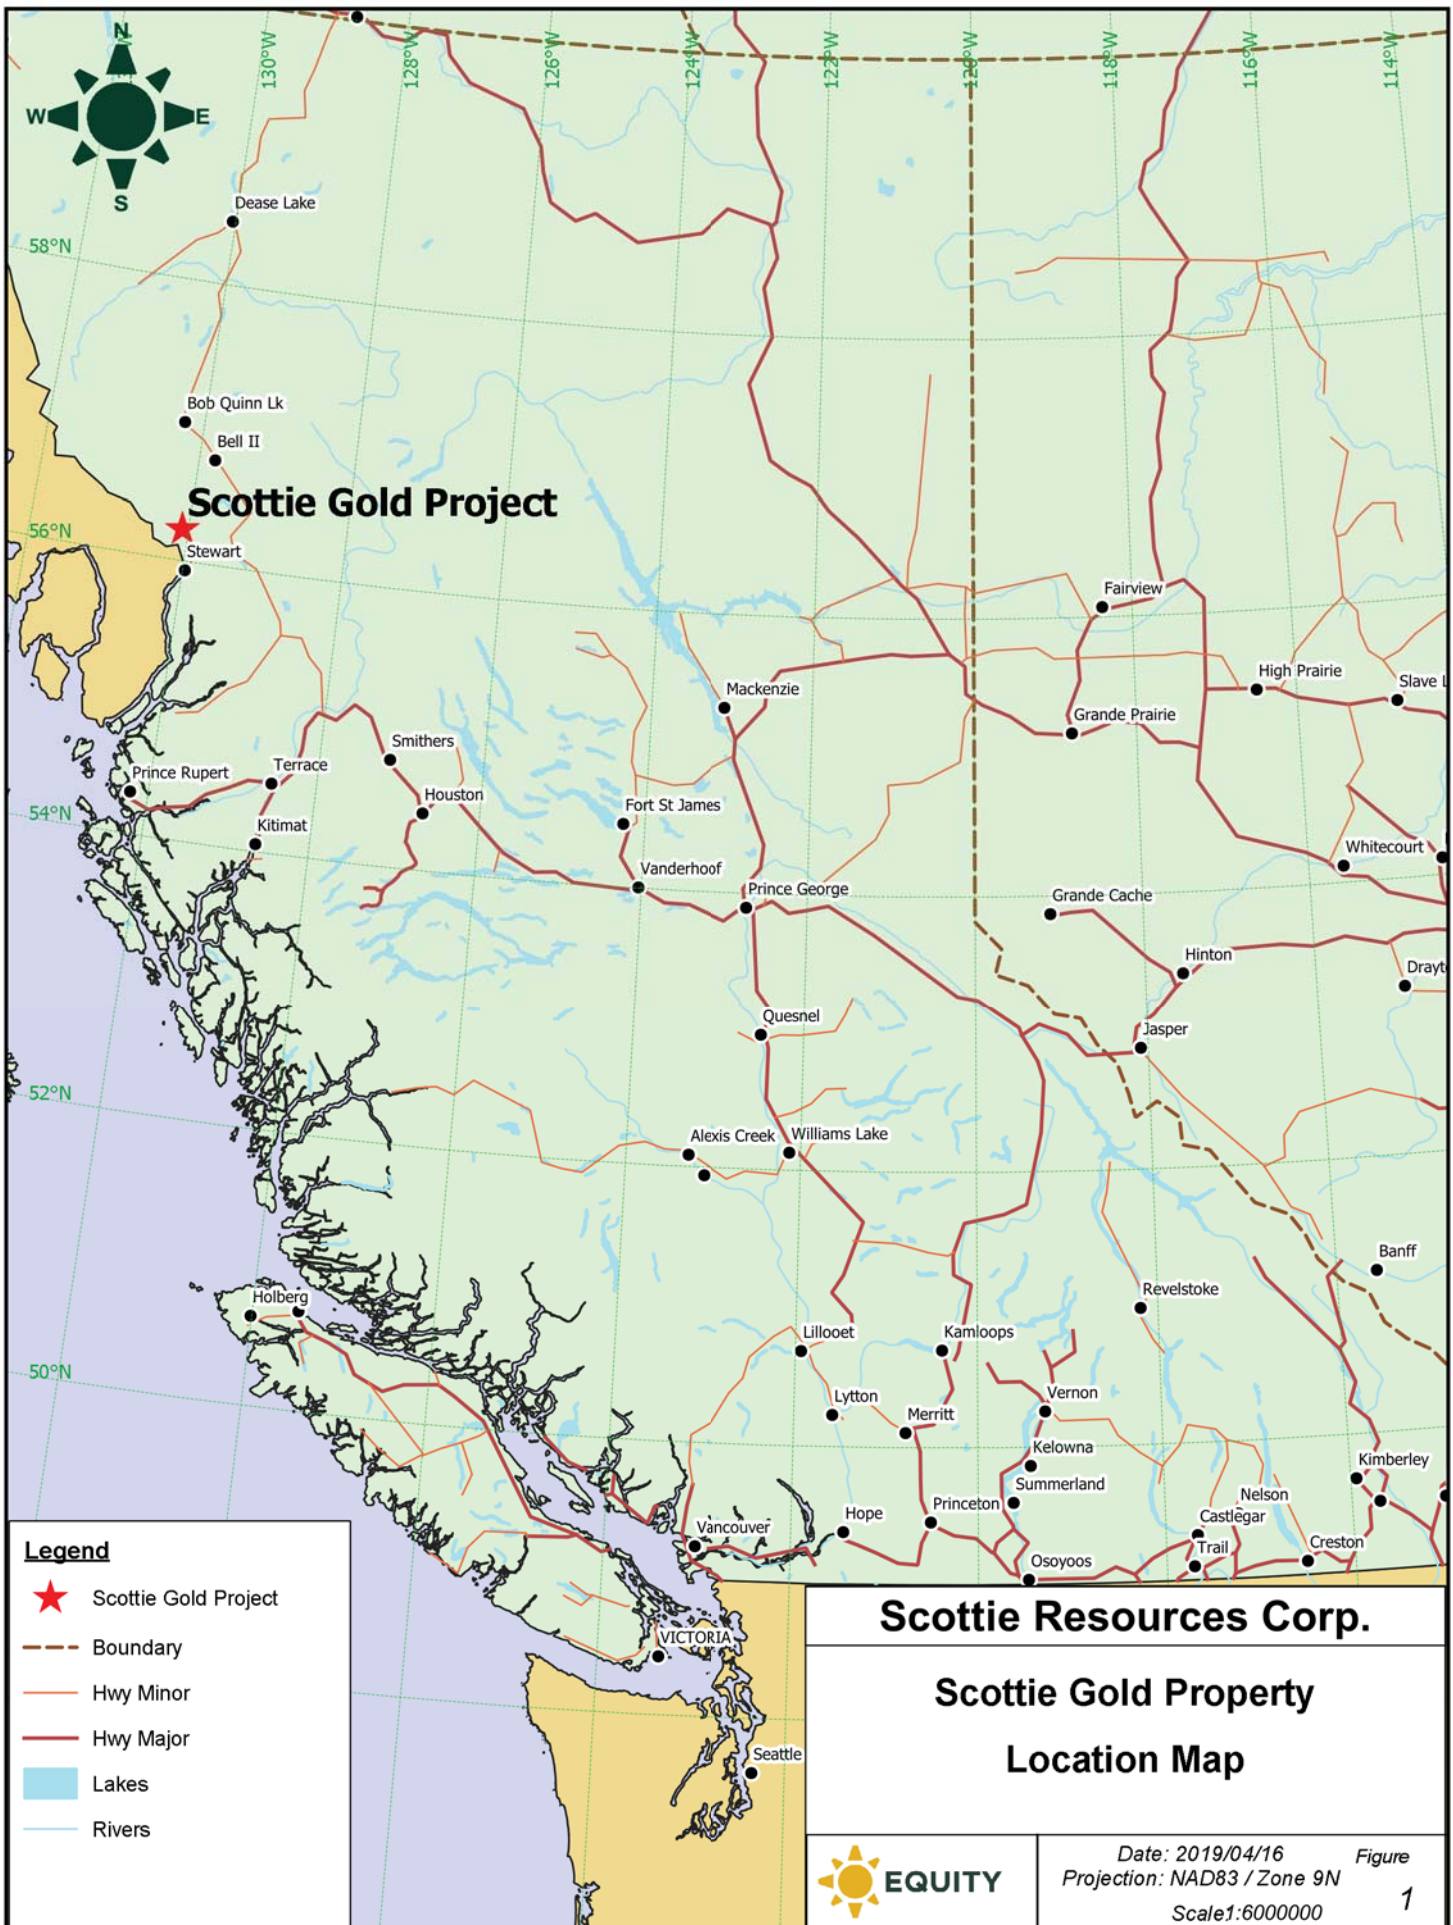 N
W
E
S
130°W
128°W
126°W
124°W
122°W
120°W
118°W
116°W
114°W
Dease Lake
58°N
Bob Quinn Lk
Bell II
Scottie Gold Project
56°N
Stewart
Fairview
High Prairie
Slave L
Mackenzie
Grande Prairie
Smithers
Prince Rupert
Terrace
Houston
Fort St James
54°N
Kitimat
Whitecourt
Vanderhoof
Prince George
Grande Cache
Hinton
Drayt
Quesnel
Jasper
52°N
Alexis Creek
Williams Lake
Banff
Holberg
Revelstoke
Lillooet
Kamloops
50°N
Lytton
Vernon
Merritt
Kelowna
Kimberley
Summerland
Nelson
Princeton
Hope
Castlegar
Vancouver
Trail
Creston
Osoyoos
VICTORIA
Seattle
Legend
Scottie Gold Project
Boundary
Hwy Minor
Hwy Major
Lakes
Rivers
Scottie Resources Corp.
Scottie Gold Property
Location Map
EQUITY
Date: 2019/04/16
Projection: NAD83 / Zone 9N
Scale1:6000000
Figure
1